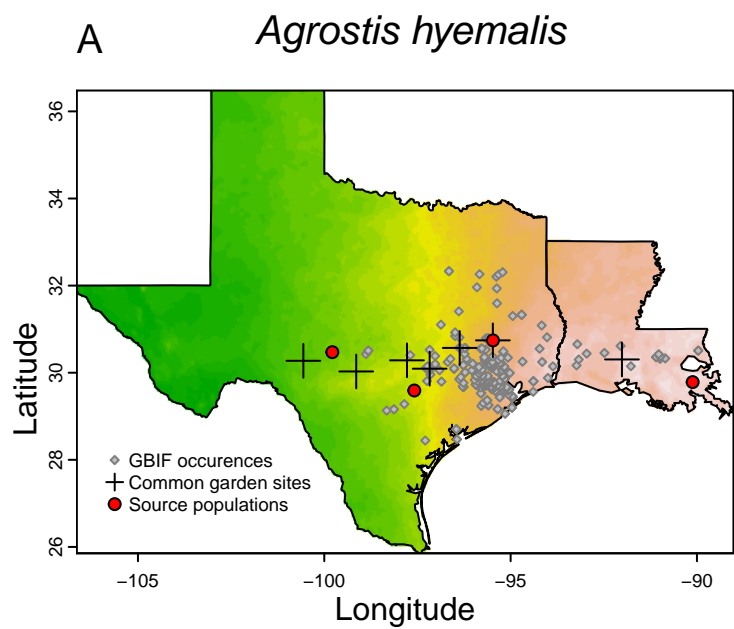 A
Agrostis hyemalis
36
34
32
30
28
26
Latitude
GBIF occurences
Common garden sites
Source populations
−105
−100
−95
−90
Longitude